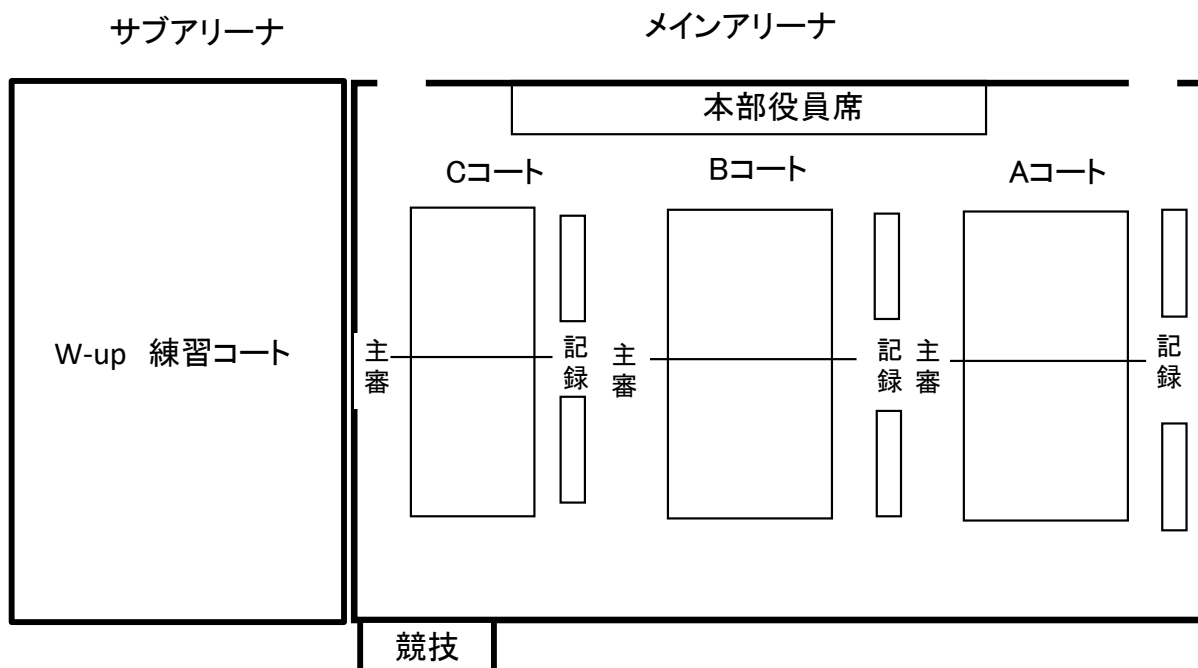 サブアリーナ
メインアリーナ
本部役員席
Cコート
Bコート
Aコート
W-up 練習コート
主審
記録
主審
記録
主審
記録
競技